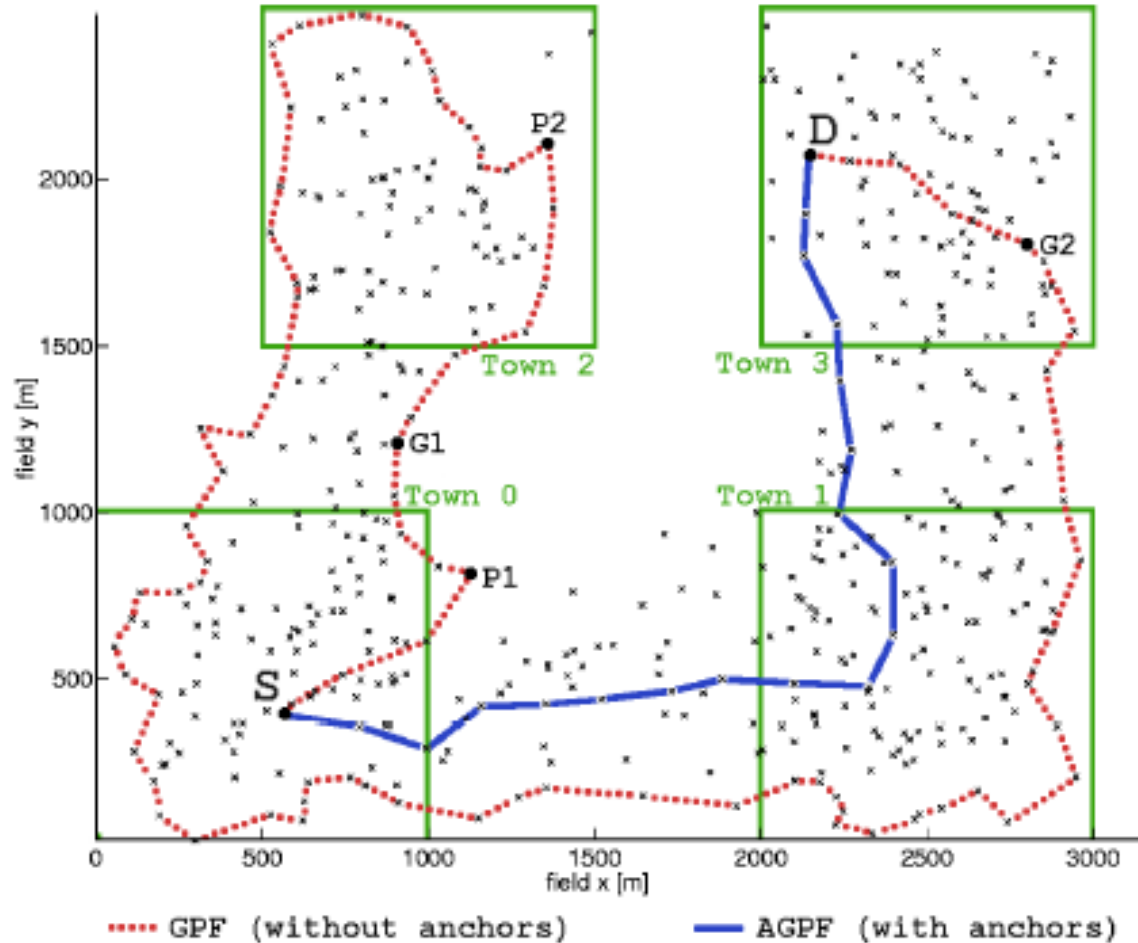 P2
D
2000
G2
1500
Town 2
Town 3
field y [m]
G1
Town 0
Town 1
1000
P1
S
500
0
500
1000
1500
2000
2500
3000
field x [m]
GPF (without anchors)
AGPF (with anchors)